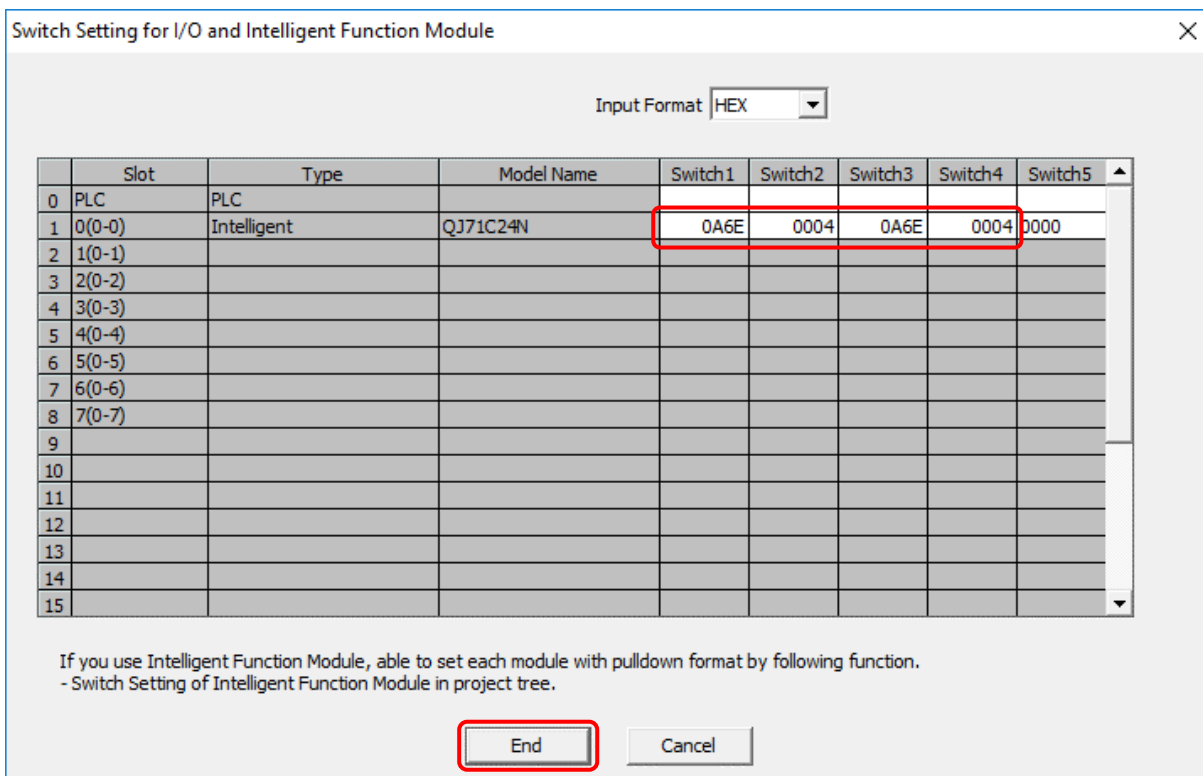 Switch Setting for I/O and Intelligent Function Module
Input Format HEX
Slot Type Model Name Switch1 Switch2 Switch3 Switch4 Switch5
0 PLC PLC
1 0(0-0) Intelligent QJ71C24N 0A6E 0004 0A6E 0004 0000
2 1(0-1)
3 2(0-2)
4 3(0-3)
5 4(0-4)
6 5(0-5)
7 6(0-6)
8 7(0-7)
9
10
11
12
13
14
15
If you use Intelligent Function Module, able to set each module with pulldown format by following function.
- Switch Setting of Intelligent Function Module in project tree.
End Cancel